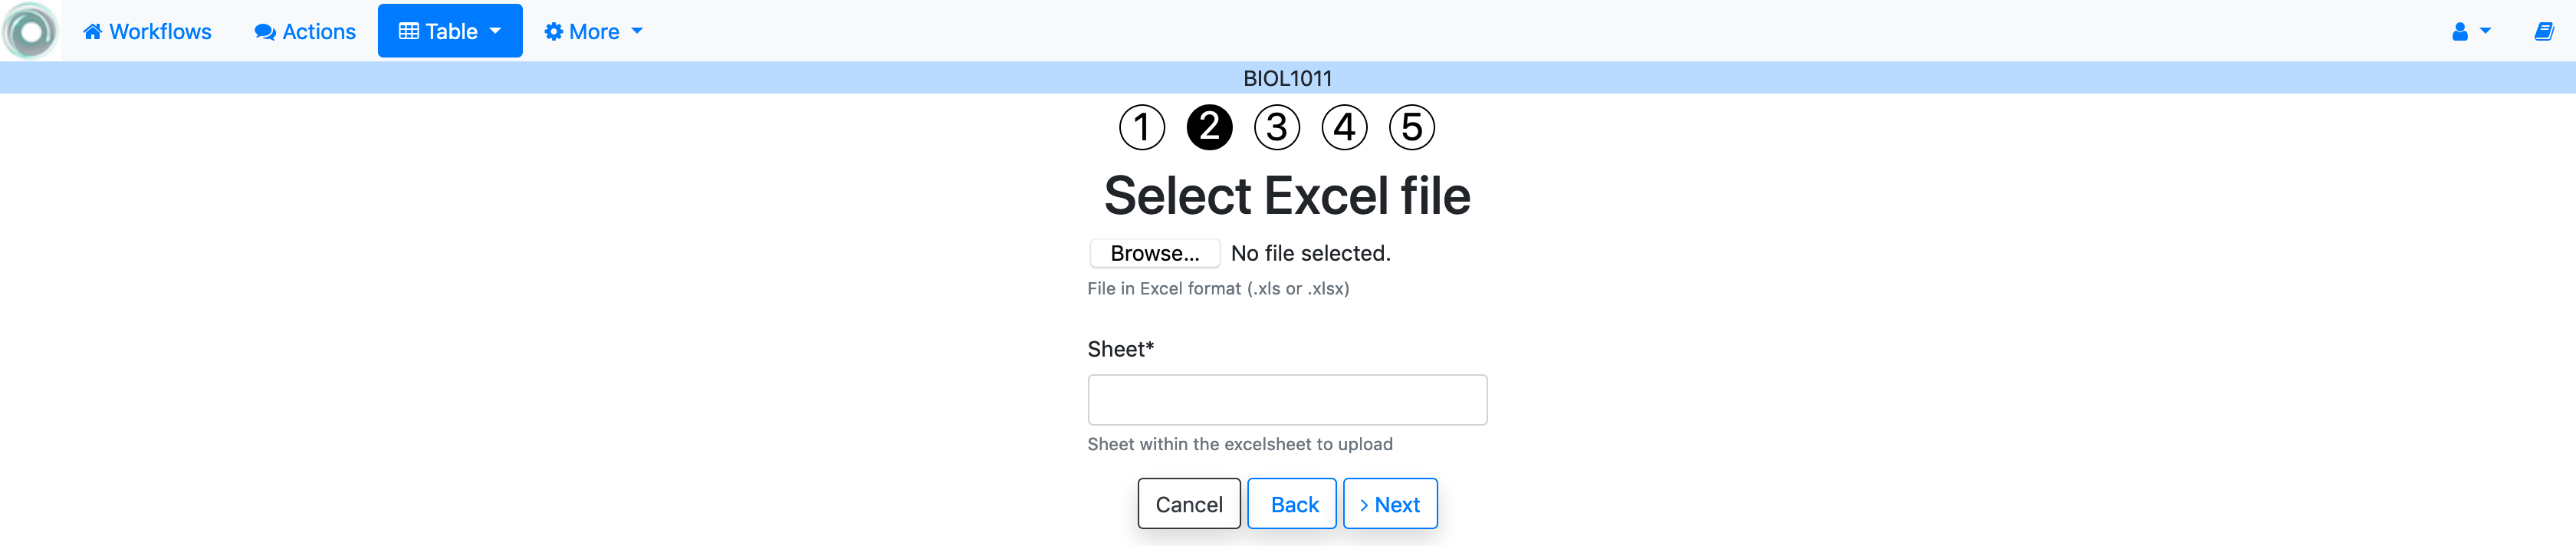 Workflows Actions Table More
BIOL1011
1 2 3 4 5
Select Excel file
Browse... No file selected.
File in Excel format (.xls or .xlsx)
Sheet*
Sheet within the excelsheet to upload
Cancel Back Next